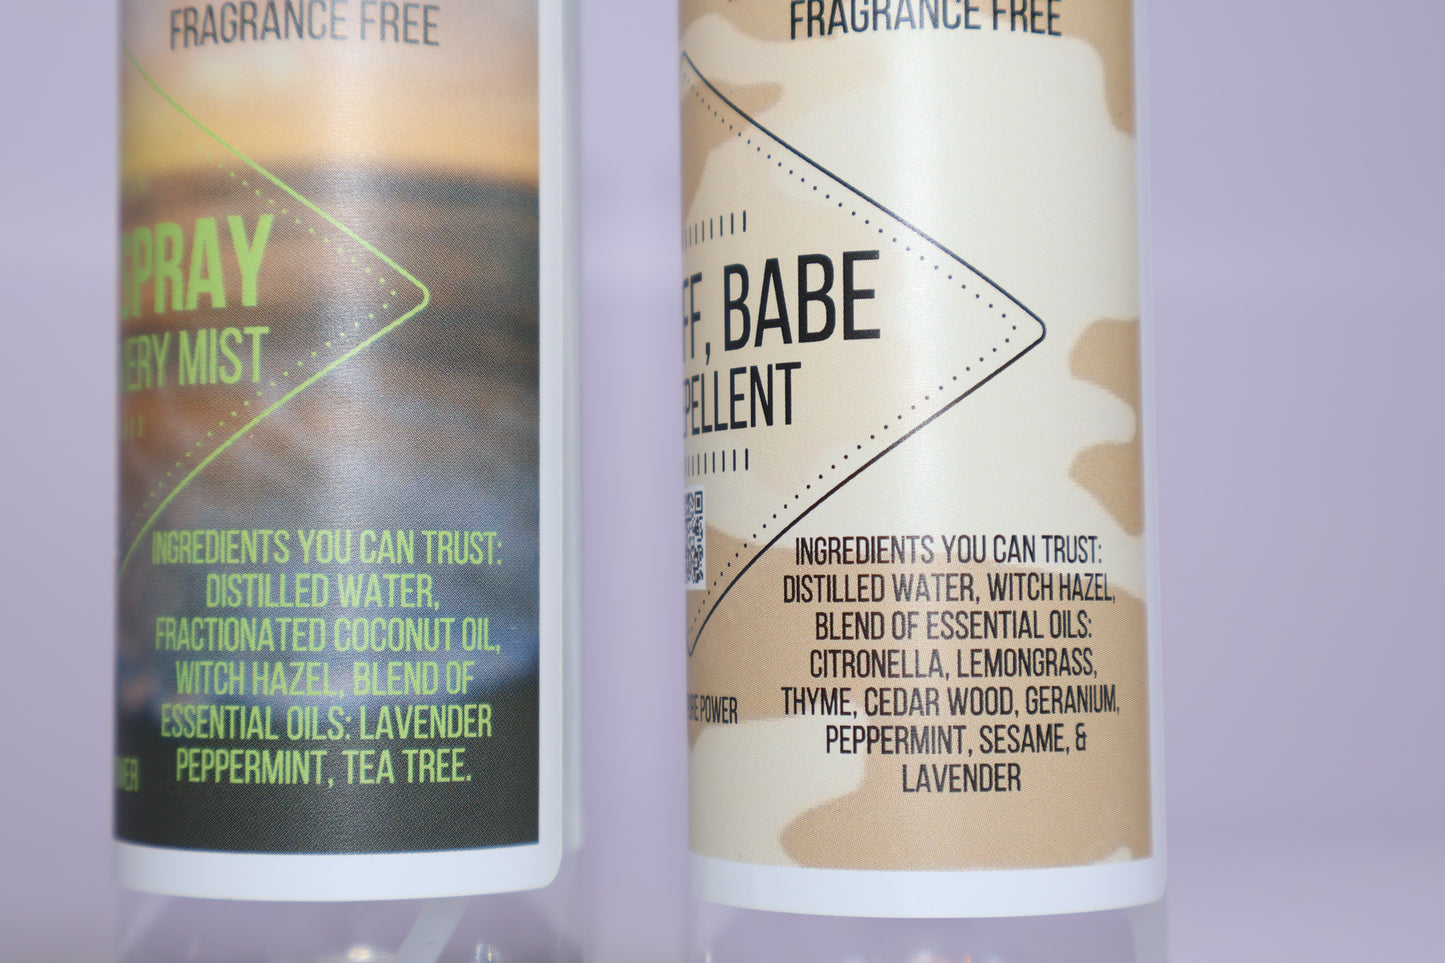 FRAGRANCE FREE
SPRAY
ERY MIST
INGREDIENTS YOU CAN TRUST:
DISTILLED WATER,
FRACTIONATED COCONUT OIL,
WITCH HAZEL, BLEND OF
ESSENTIAL OILS: LAVENDER
PEPPERMINT, TEA TREE.
FRAGRANCE FREE
FF, BABE
PELLENT
URE POWER
INGREDIENTS YOU CAN TRUST:
DISTILLED WATER, WITCH HAZEL,
BLEND OF ESSENTIAL OILS:
CITRONELLA, LEMONGRASS,
THYME, CEDAR WOOD, GERANIUM,
PEPPERMINT, SESAME, &
LAVENDER